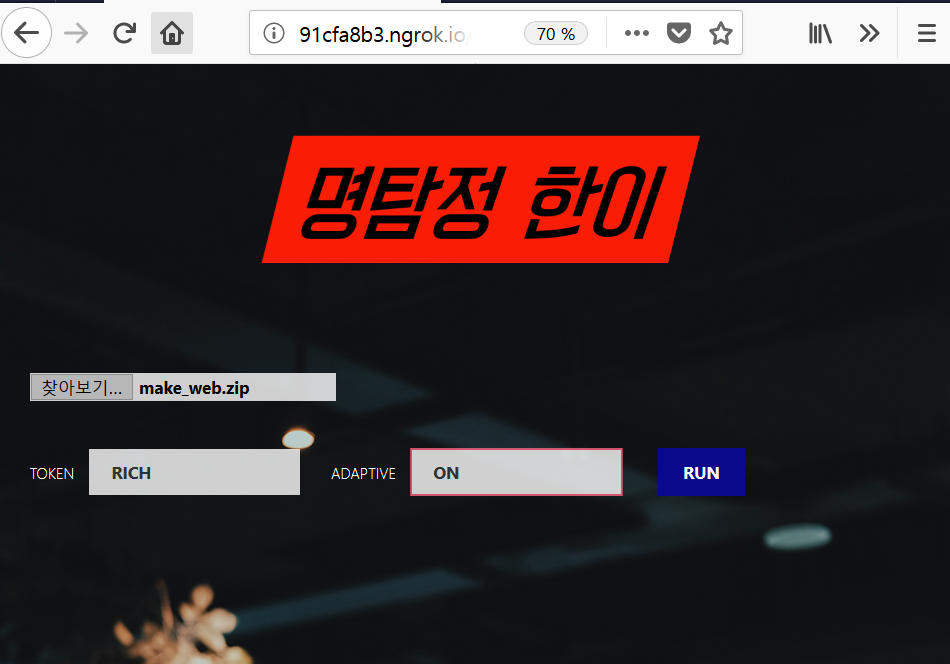 91cfa8b3.ngrok.io
70 %
명탐정 한이
찾아보기... make_web.zip
TOKEN RICH ADAPTIVE ON RUN